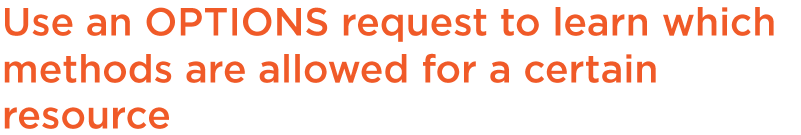 Use an OPTIONS request to learn which
methods are allowed for a certain
resource